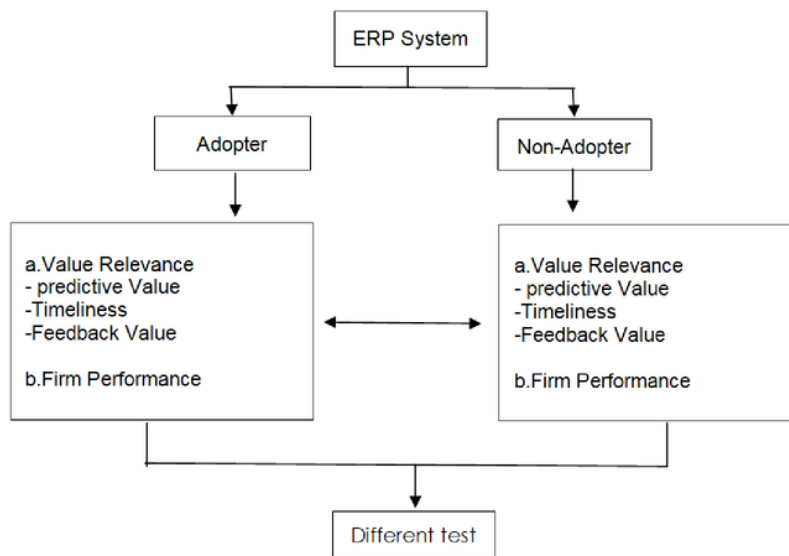 ERP System
Adopter
Non-Adopter
a.Value Relevance
- predictive Value
-Timeliness
-Feedback Value
b.Firm Performance
a.Value Relevance
- predictive Value
-Timeliness
-Feedback Value
b.Firm Performance
Different test